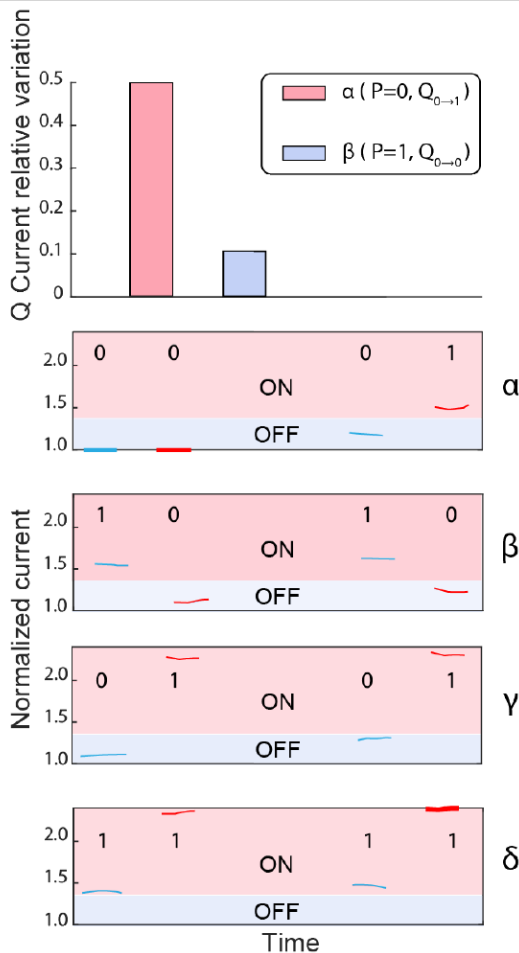 Q Current relative variation
0.5
0.4
0.3
0.2
0.1
0
α ( P=0, Q0→1 )
β ( P=1, Q0→0 )
Normalized current
2.0
1.5
1.0
0 0 0 1
ON
OFF
α
2.0
1.5
1.0
1 0 1 0
ON
OFF
β
2.0
1.5
1.0
0 1 0 1
ON
OFF
γ
2.0
1.5
1.0
1 1 1 1
ON
OFF
δ
Time